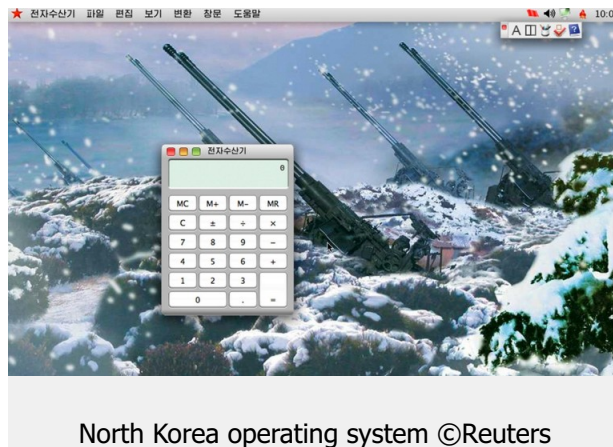 전자수산기 파일 편집 보기 변환 창문 도움말
A
전자수산기
0
MC M+ M- MR
C ± ÷ ×
7 8 9 −
4 5 6 +
1 2 3
0 . =
North Korea operating system ©Reuters